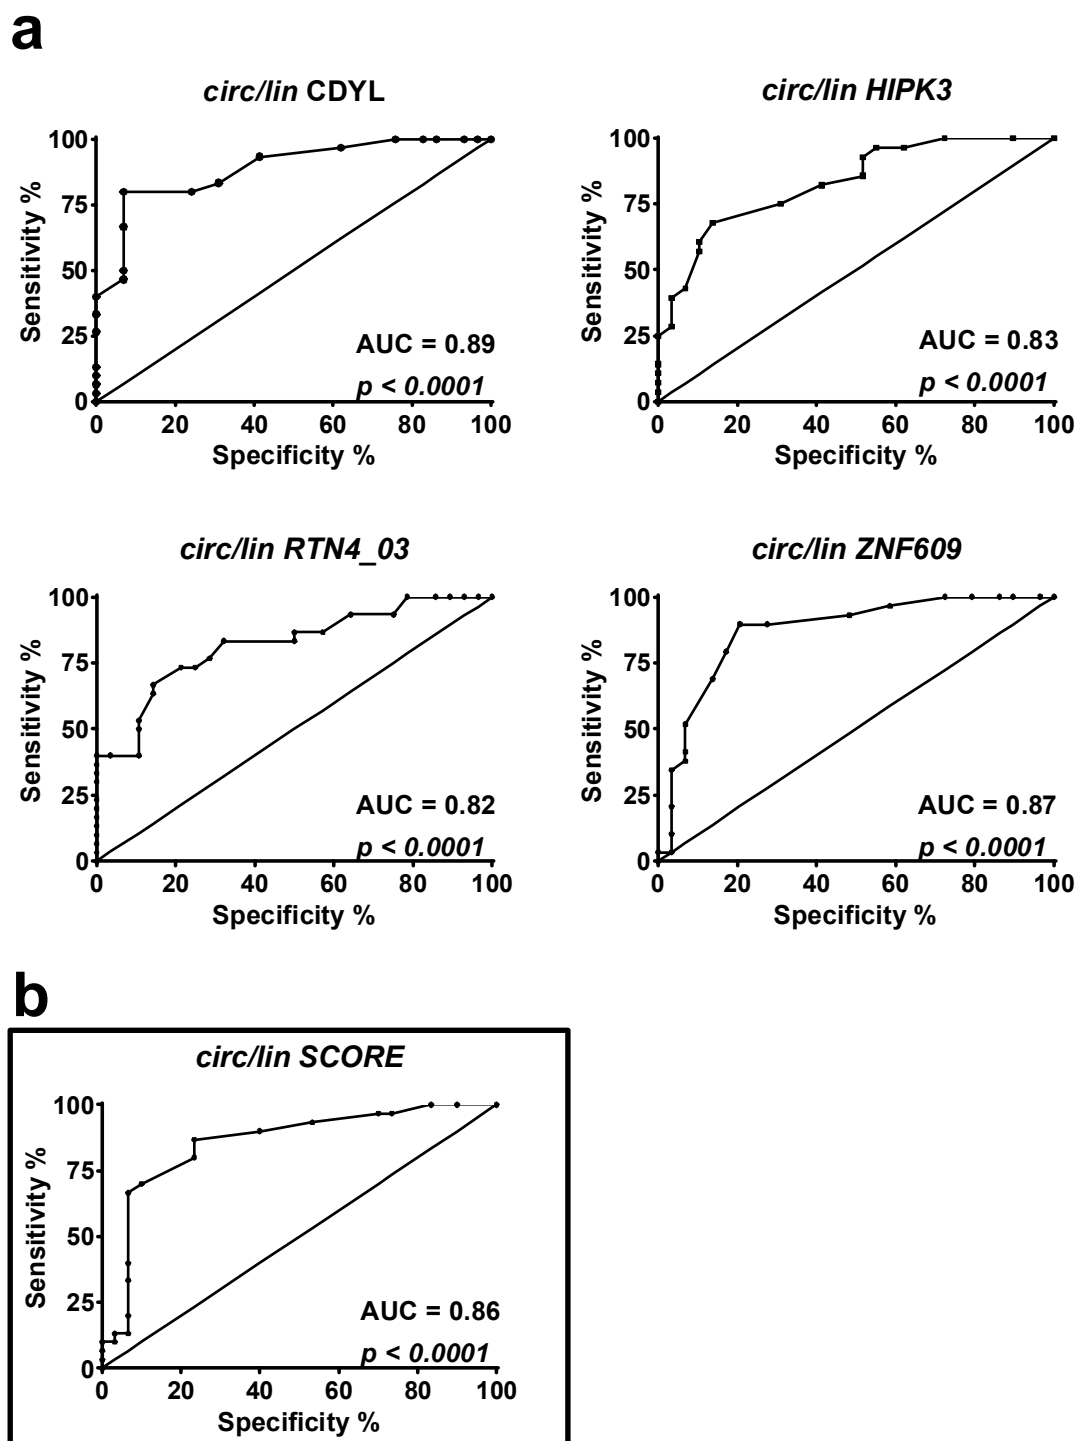 a
circ/lin CDYL
100
75
50
25
0
Sensitivity %
AUC = 0.89
p < 0.0001
0 20 40 60 80 100
Specificity %
circ/lin HIPK3
100
75
50
25
0
Sensitivity %
AUC = 0.83
p < 0.0001
0 20 40 60 80 100
Specificity %
circ/lin RTN4_03
100
75
50
25
0
Sensitivity %
AUC = 0.82
p < 0.0001
0 20 40 60 80 100
Specificity %
circ/lin ZNF609
100
75
50
25
0
Sensitivity %
AUC = 0.87
p < 0.0001
0 20 40 60 80 100
Specificity %
b
circ/lin SCORE
100
75
50
25
0
Sensitivity %
AUC = 0.86
p < 0.0001
0 20 40 60 80 100
Specificity %